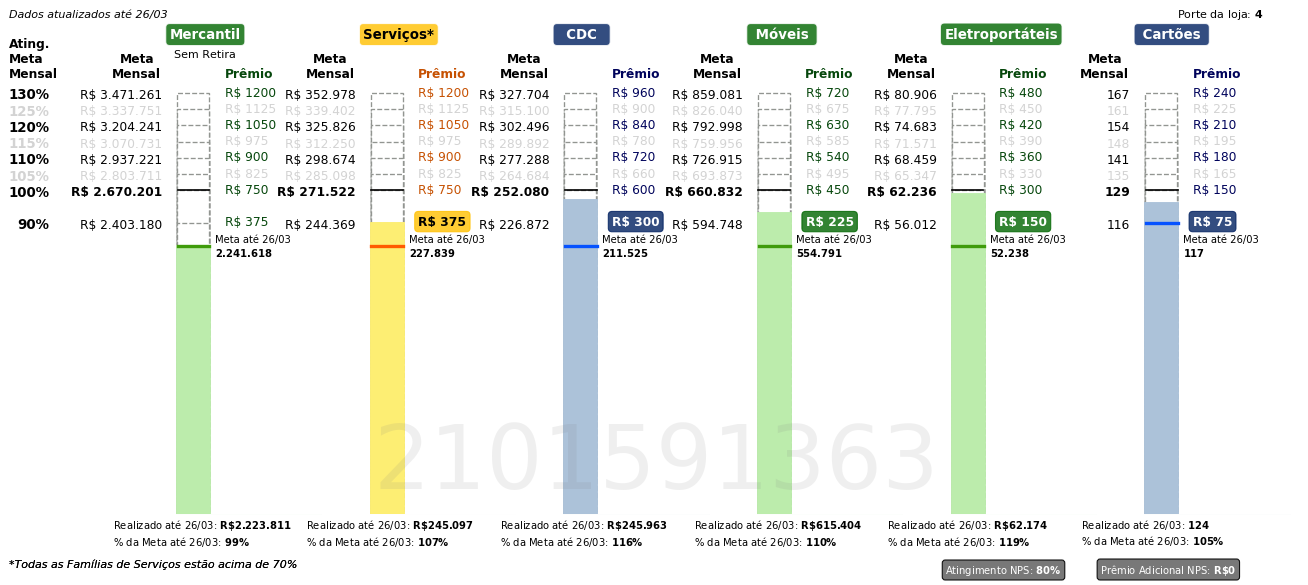 Dados atualizados até 26/03
Porte da loja: 4
Mercantil Serviços* CDC Móveis Eletroportáteis Cartões
Sem Retira
Ating. Meta Mensal
Meta Mensal Prêmio Meta Mensal Prêmio Meta Mensal Prêmio Meta Mensal Prêmio Meta Mensal Prêmio Meta Mensal Prêmio
130% R$ 3.471.261 R$ 1200 R$ 352.978 R$ 1200 R$ 327.704 R$ 960 R$ 859.081 R$ 720 R$ 80.906 R$ 480 167 R$ 240
125% R$ 3.337.751 R$ 1125 R$ 339.402 R$ 1125 R$ 315.100 R$ 900 R$ 826.040 R$ 675 R$ 77.795 R$ 450 161 R$ 225
120% R$ 3.204.241 R$ 1050 R$ 325.826 R$ 1050 R$ 302.496 R$ 840 R$ 792.998 R$ 630 R$ 74.683 R$ 420 154 R$ 210
115% R$ 3.070.731 R$ 975 R$ 312.250 R$ 975 R$ 289.892 R$ 780 R$ 759.956 R$ 585 R$ 71.571 R$ 390 148 R$ 195
110% R$ 2.937.221 R$ 900 R$ 298.674 R$ 900 R$ 277.288 R$ 720 R$ 726.915 R$ 540 R$ 68.459 R$ 360 141 R$ 180
105% R$ 2.803.711 R$ 825 R$ 285.098 R$ 825 R$ 264.684 R$ 660 R$ 693.873 R$ 495 R$ 65.347 R$ 330 135 R$ 165
100% R$ 2.670.201 R$ 750 R$ 271.522 R$ 750 R$ 252.080 R$ 600 R$ 660.832 R$ 450 R$ 62.236 R$ 300 129 R$ 150
90% R$ 2.403.180 R$ 375 R$ 244.369 R$ 375 R$ 226.872 R$ 300 R$ 594.748 R$ 225 R$ 56.012 R$ 150 116 R$ 75
Meta até 26/03 Meta até 26/03 Meta até 26/03 Meta até 26/03 Meta até 26/03 Meta até 26/03
2.241.618 227.839 211.525 554.791 52.238 117
2101591363
Realizado até 26/03: R$2.223.811 Realizado até 26/03: R$245.097 Realizado até 26/03: R$245.963 Realizado até 26/03: R$615.404 Realizado até 26/03: R$62.174 Realizado até 26/03: 124
% da Meta até 26/03: 99% % da Meta até 26/03: 107% % da Meta até 26/03: 116% % da Meta até 26/03: 110% % da Meta até 26/03: 119% % da Meta até 26/03: 105%
*Todas as Famílias de Serviços estão acima de 70%
Atingimento NPS: 80% Prêmio Adicional NPS: R$0